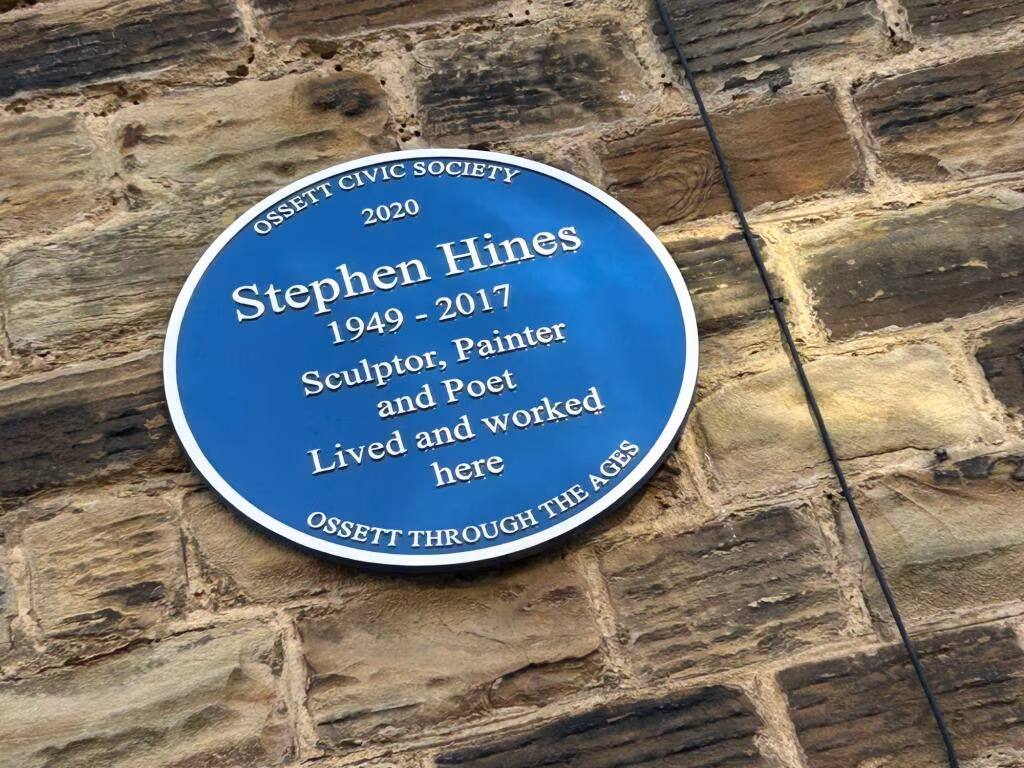 OSSETT CIVIC SOCIETY
2020
Stephen Hines
1949 - 2017
Sculptor, Painter
and Poet
Lived and worked
here
OSSETT THROUGH THE AGES